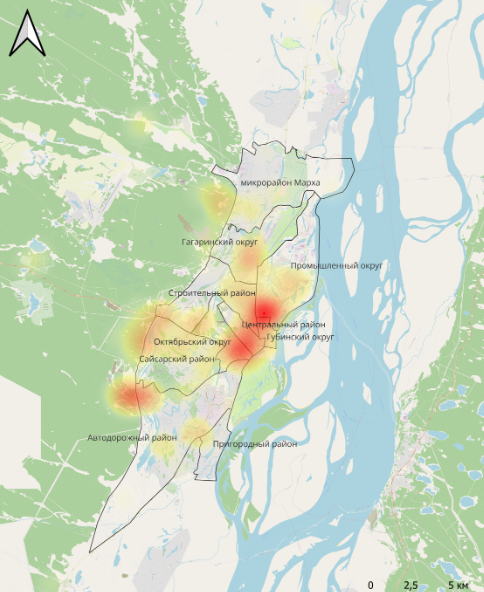 микрорайон Марха
Гагаринский округ
Промышленный округ
Строительный район
Центральный район
Губинский округ
Октябрьский округ
Сайсарский район
Автодорожный район
Пригородный район
0 2,5 5 км